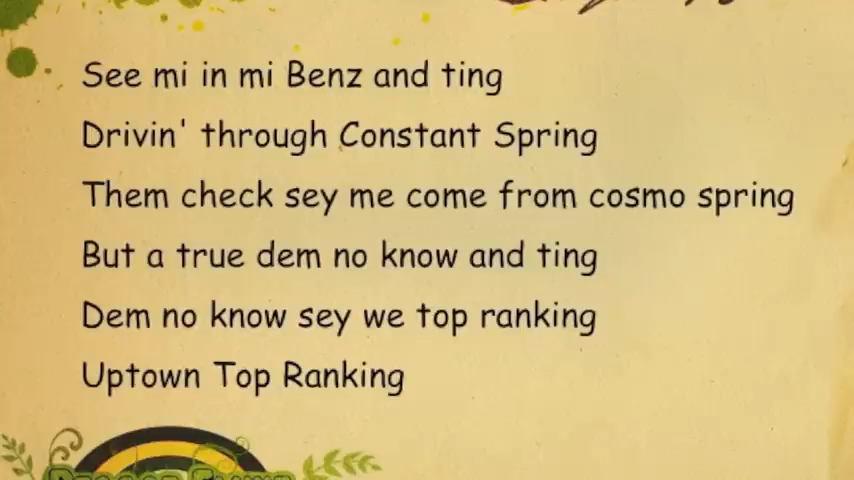 See mi in mi Benz and ting
Drivin' through Constant Spring
Them check sey me come from cosmo spring
But a true dem no know and ting
Dem no know sey we top ranking
Uptown Top Ranking